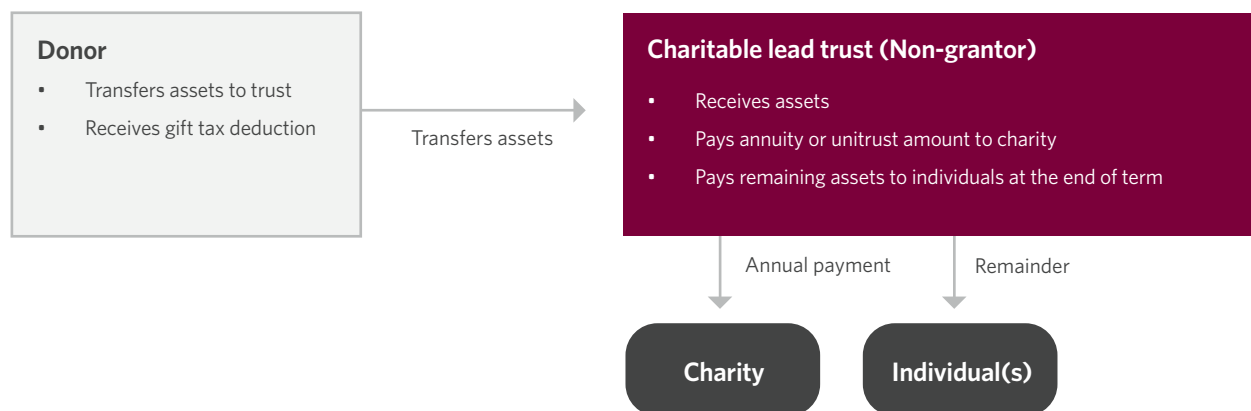 Donor
• Transfers assets to trust
• Receives gift tax deduction
Transfers assets
Charitable lead trust (Non-grantor)
• Receives assets
• Pays annuity or unitrust amount to charity
• Pays remaining assets to individuals at the end of term
Annual payment
Remainder
Charity
Individual(s)